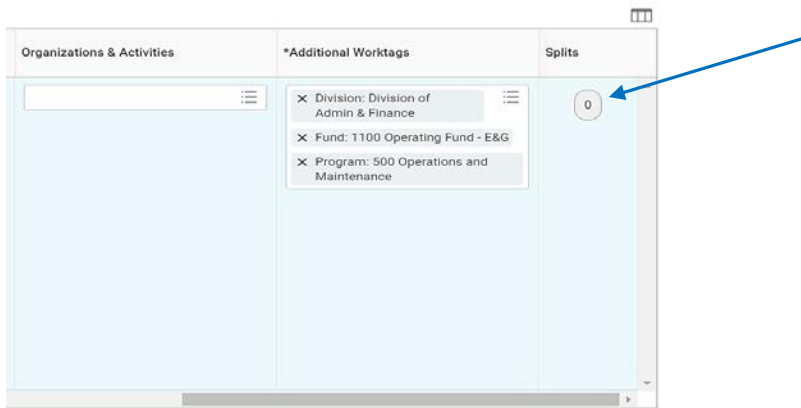 Organizations & Activities
*Additional Worktags
Splits
× Division: Division of
Admin & Finance
× Fund: 1100 Operating Fund - E&G
× Program: 500 Operations and
Maintenance
0